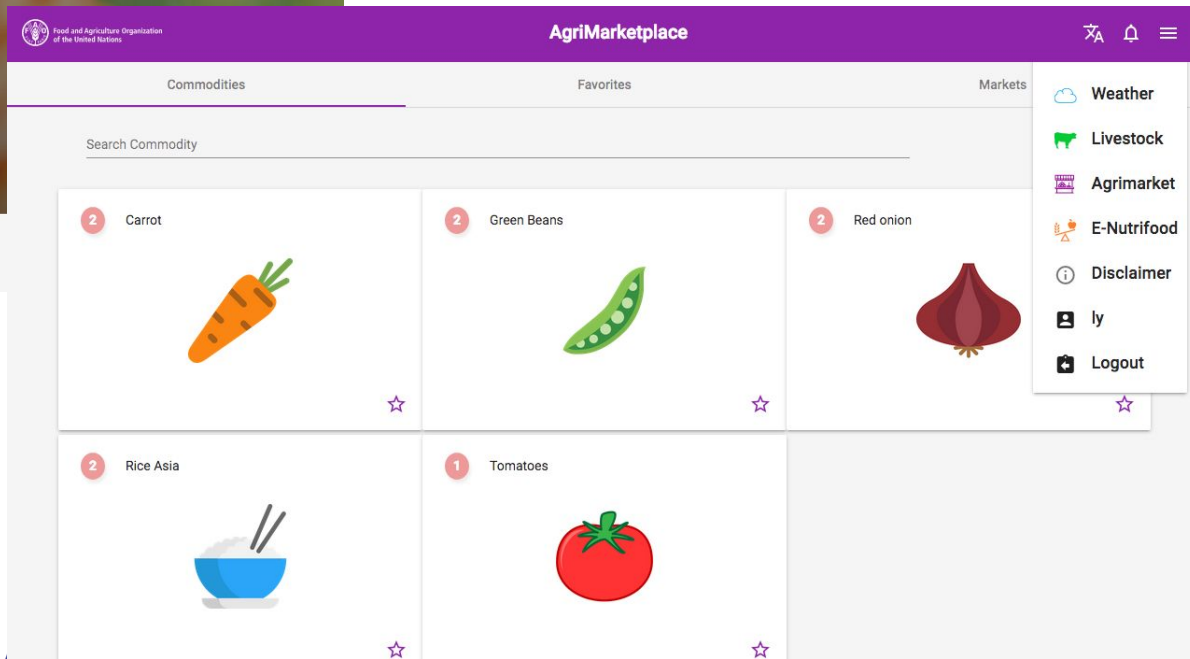 Food and Agriculture Organization
of the United Nations
AgriMarketplace
Commodities
Favorites
Markets
Weather
Livestock
Agrimarket
E-Nutrifood
Disclaimer
ly
Logout
Search Commodity
2 Carrot
2 Green Beans
2 Red onion
2 Rice Asia
1 Tomatoes